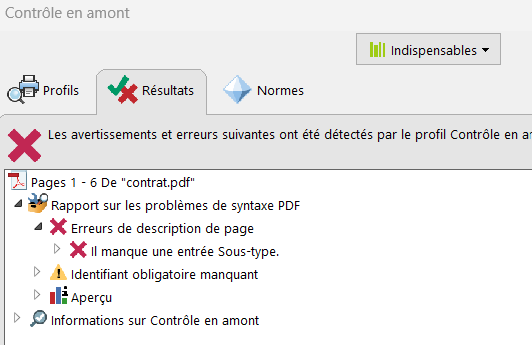 Contrôle en amont
Indispensables
Profils
Résultats
Normes
Les avertissements et erreurs suivantes ont été détectés par le profil Contrôle en
Pages 1 - 6 De "contrat.pdf"
Rapport sur les problèmes de syntaxe PDF
Erreurs de description de page
Il manque une entrée Sous-type.
Identifiant obligatoire manquant
Aperçu
Informations sur Contrôle en amont